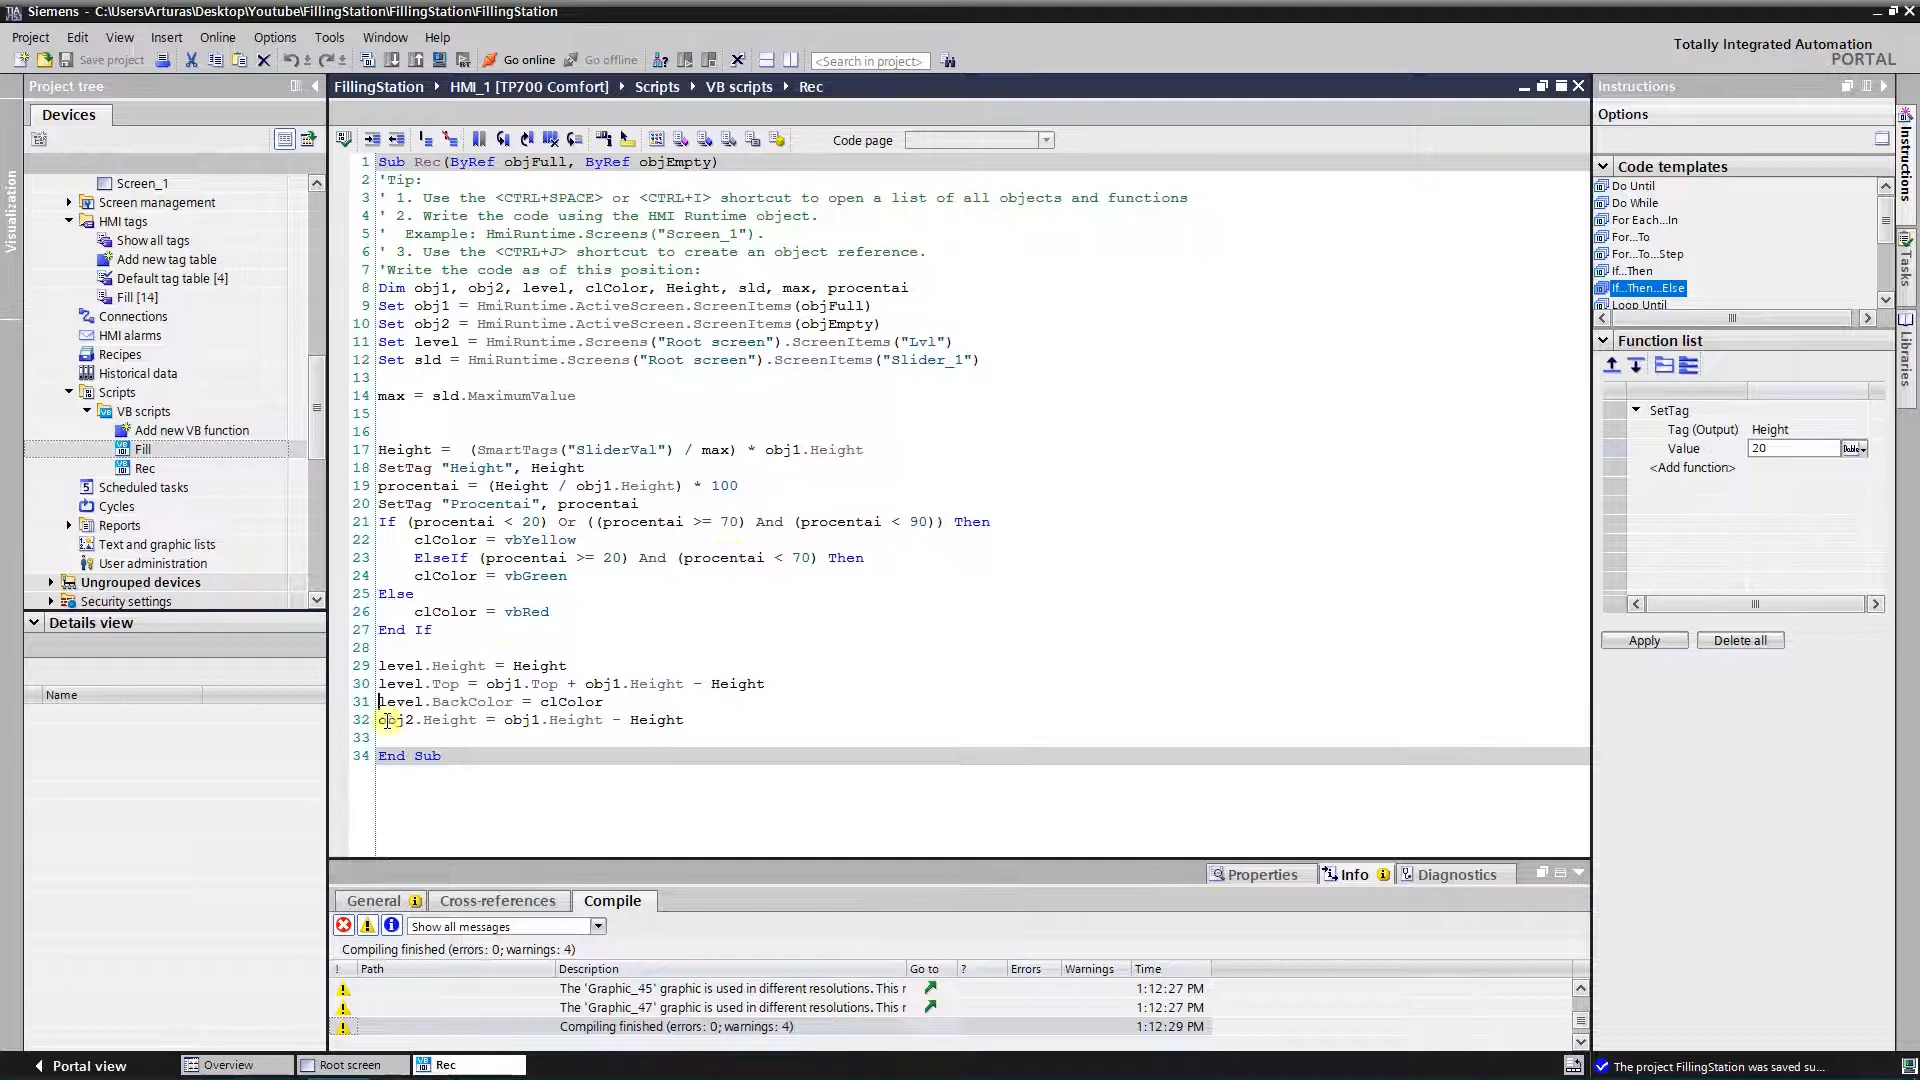 Siemens - C:\Users\Arturas\Desktop\Youtube\FillingStation\FillingStation\FillingStation
Project Edit View Insert Online Options Tools Window Help
Totally Integrated Automation
PORTAL
Save project
Go online
Go offline
<Search in project>
Project tree
FillingStation HMI_1 [TP700 Comfort] Scripts VB scripts Rec
Instructions
Devices
Options
Code page
Visualization
Screen_1
Screen management
HMI tags
Show all tags
Add new tag table
Default tag table [4]
Fill [14]
Connections
HMI alarms
Recipes
Historical data
Scripts
VB scripts
Add new VB function
Fill
Rec
Scheduled tasks
Cycles
Reports
Text and graphic lists
User administration
Ungrouped devices
Security settings
Details view
Name
1 Sub Rec(ByRef objFull, ByRef objEmpty)
2 'Tip:
3 ' 1. Use the <CTRL+SPACE> or <CTRL+I> shortcut to open a list of all objects and functions
4 ' 2. Write the code using the HMI Runtime object.
5 '  Example: HmiRuntime.Screens("Screen_1").
6 ' 3. Use the <CTRL+J> shortcut to create an object reference.
7 'Write the code as of this position:
8 Dim obj1, obj2, level, clColor, Height, sld, max, procentai
9 Set obj1 = HmiRuntime.ActiveScreen.ScreenItems(objFull)
10 Set obj2 = HmiRuntime.ActiveScreen.ScreenItems(objEmpty)
11 Set level = HmiRuntime.Screens("Root screen").ScreenItems("Lvl")
12 Set sld = HmiRuntime.Screens("Root screen").ScreenItems("Slider_1")
13
14 max = sld.MaximumValue
15
16
17 Height =  (SmartTags("SliderVal") / max) * obj1.Height
18 SetTag "Height", Height
19 procentai = (Height / obj1.Height) * 100
20 SetTag "Procentai", procentai
21 If (procentai < 20) Or ((procentai >= 70) And (procentai < 90)) Then
22 clColor = vbYellow
23 ElseIf (procentai >= 20) And (procentai < 70) Then
24 clColor = vbGreen
25 Else
26 clColor = vbRed
27 End If
28
29 level.Height = Height
30 level.Top = obj1.Top + obj1.Height - Height
31 level.BackColor = clColor
32 obj2.Height = obj1.Height - Height
33
34 End Sub
Code templates
Do Until
Do While
For Each...In
For...To
For...To...Step
If...Then
If...Then...Else
Loop Until
Function list
SetTag
Tag (Output) Height
Value 20
<Add function>
Apply
Delete all
Instructions
Tasks
Libraries
Properties
Info
Diagnostics
General
Cross-references
Compile
Show all messages
Compiling finished (errors: 0; warnings: 4)
! Path Description Go to ? Errors Warnings Time
The 'Graphic_45' graphic is used in different resolutions. This r 1:12:27 PM
The 'Graphic_47' graphic is used in different resolutions. This r 1:12:27 PM
Compiling finished (errors: 0; warnings: 4) 1:12:29 PM
Portal view
Overview
Root screen
Rec
The project FillingStation was saved su...